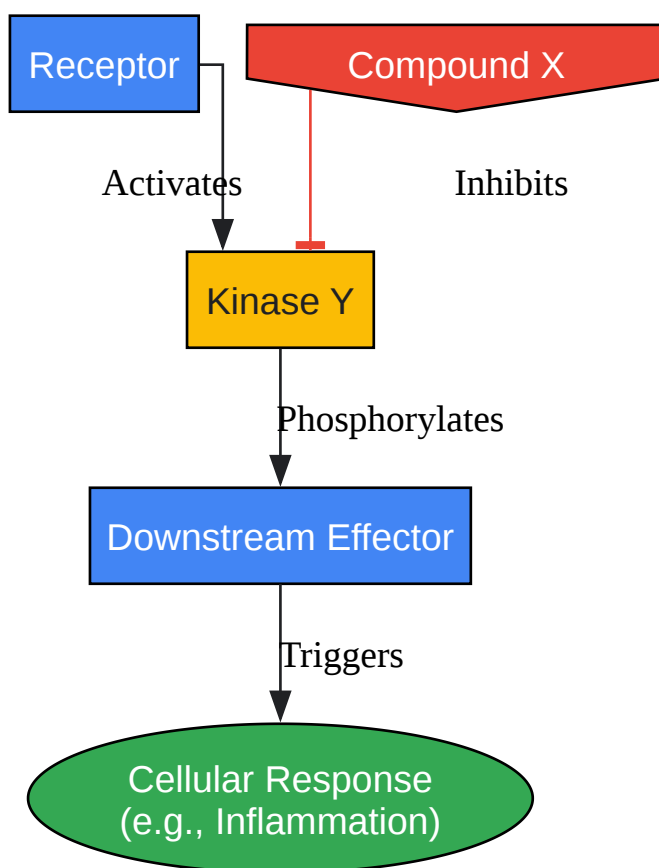 Receptor
Compound X
Activates
Inhibits
Kinase Y
Phosphorylates
Downstream Effector
Triggers
Cellular Response
(e.g., Inflammation)